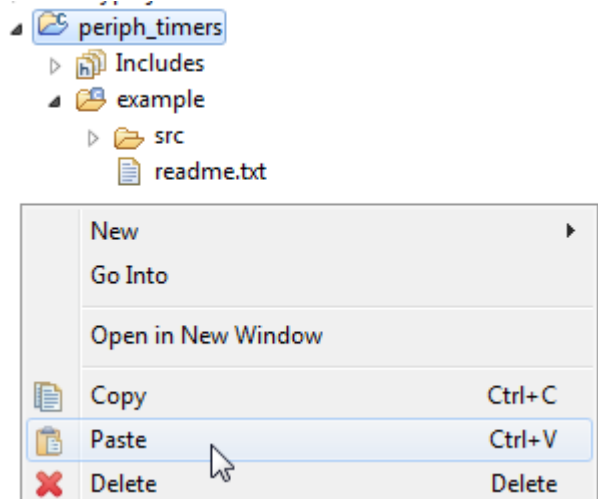 periph_timers
Includes
example
src
readme.txt
New
Go Into
Open in New Window
Copy Ctrl+C
Paste Ctrl+V
Delete Delete